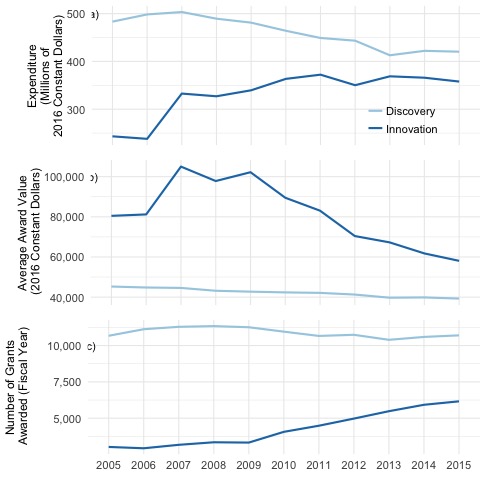 a)
500
400
300
Expenditure
(Millions of
2016 Constant Dollars)
Discovery
Innovation
100,000
80,000
60,000
40,000
Average Award Value
(2016 Constant Dollars)
c)
10,000
7,500
5,000
Number of Grants
Awarded (Fiscal Year)
2005 2006 2007 2008 2009 2010 2011 2012 2013 2014 2015